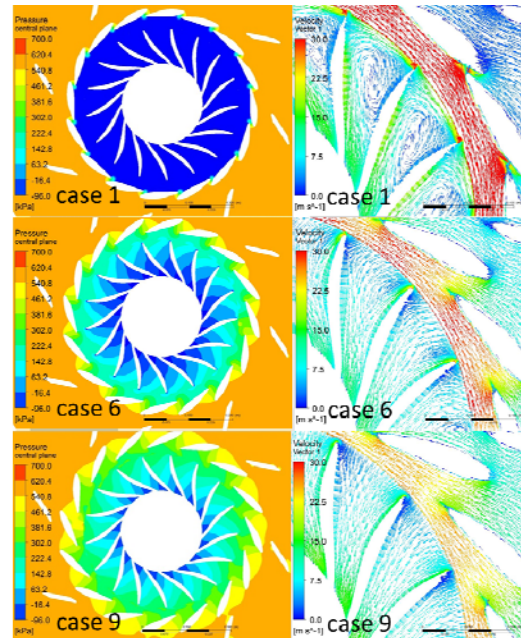 Pressure
central plane
700.0
620.4
540.8
461.2
381.6
302.0
222.4
142.8
63.2
-16.4
-96.0
[kPa]
case 1
Velocity
Vector 1
30.0
22.5
15.0
7.5
0.0
[m s^-1]
case 1
Pressure
central plane
700.0
620.4
540.8
461.2
381.6
302.0
222.4
142.8
63.2
-16.4
-96.0
[kPa]
case 6
Velocity
Vector 1
30.0
22.5
15.0
7.5
0.0
[m s^-1]
case 6
Pressure
central plane
700.0
620.4
540.8
461.2
381.6
302.0
222.4
142.8
63.2
-16.4
-96.0
[kPa]
case 9
Velocity
Vector 1
30.0
22.5
15.0
7.5
0.0
[m s^-1]
case 9